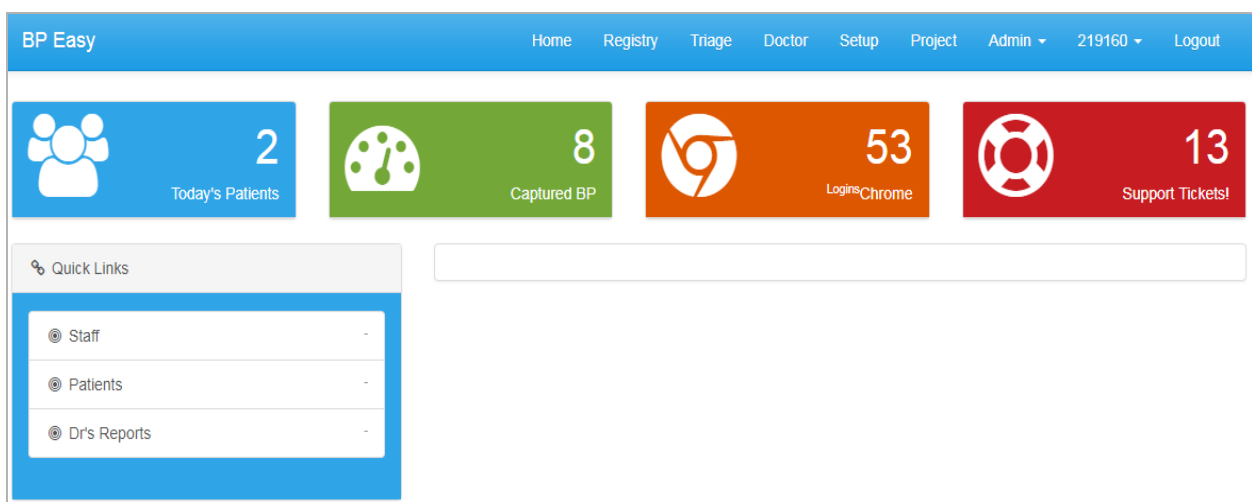 BP Easy Home Registry Triage Doctor Setup Project Admin 219160 Logout
2 8 53 13
Today's Patients Captured BP LoginsChrome Support Tickets!
Quick Links
Staff -
Patients -
Dr's Reports -